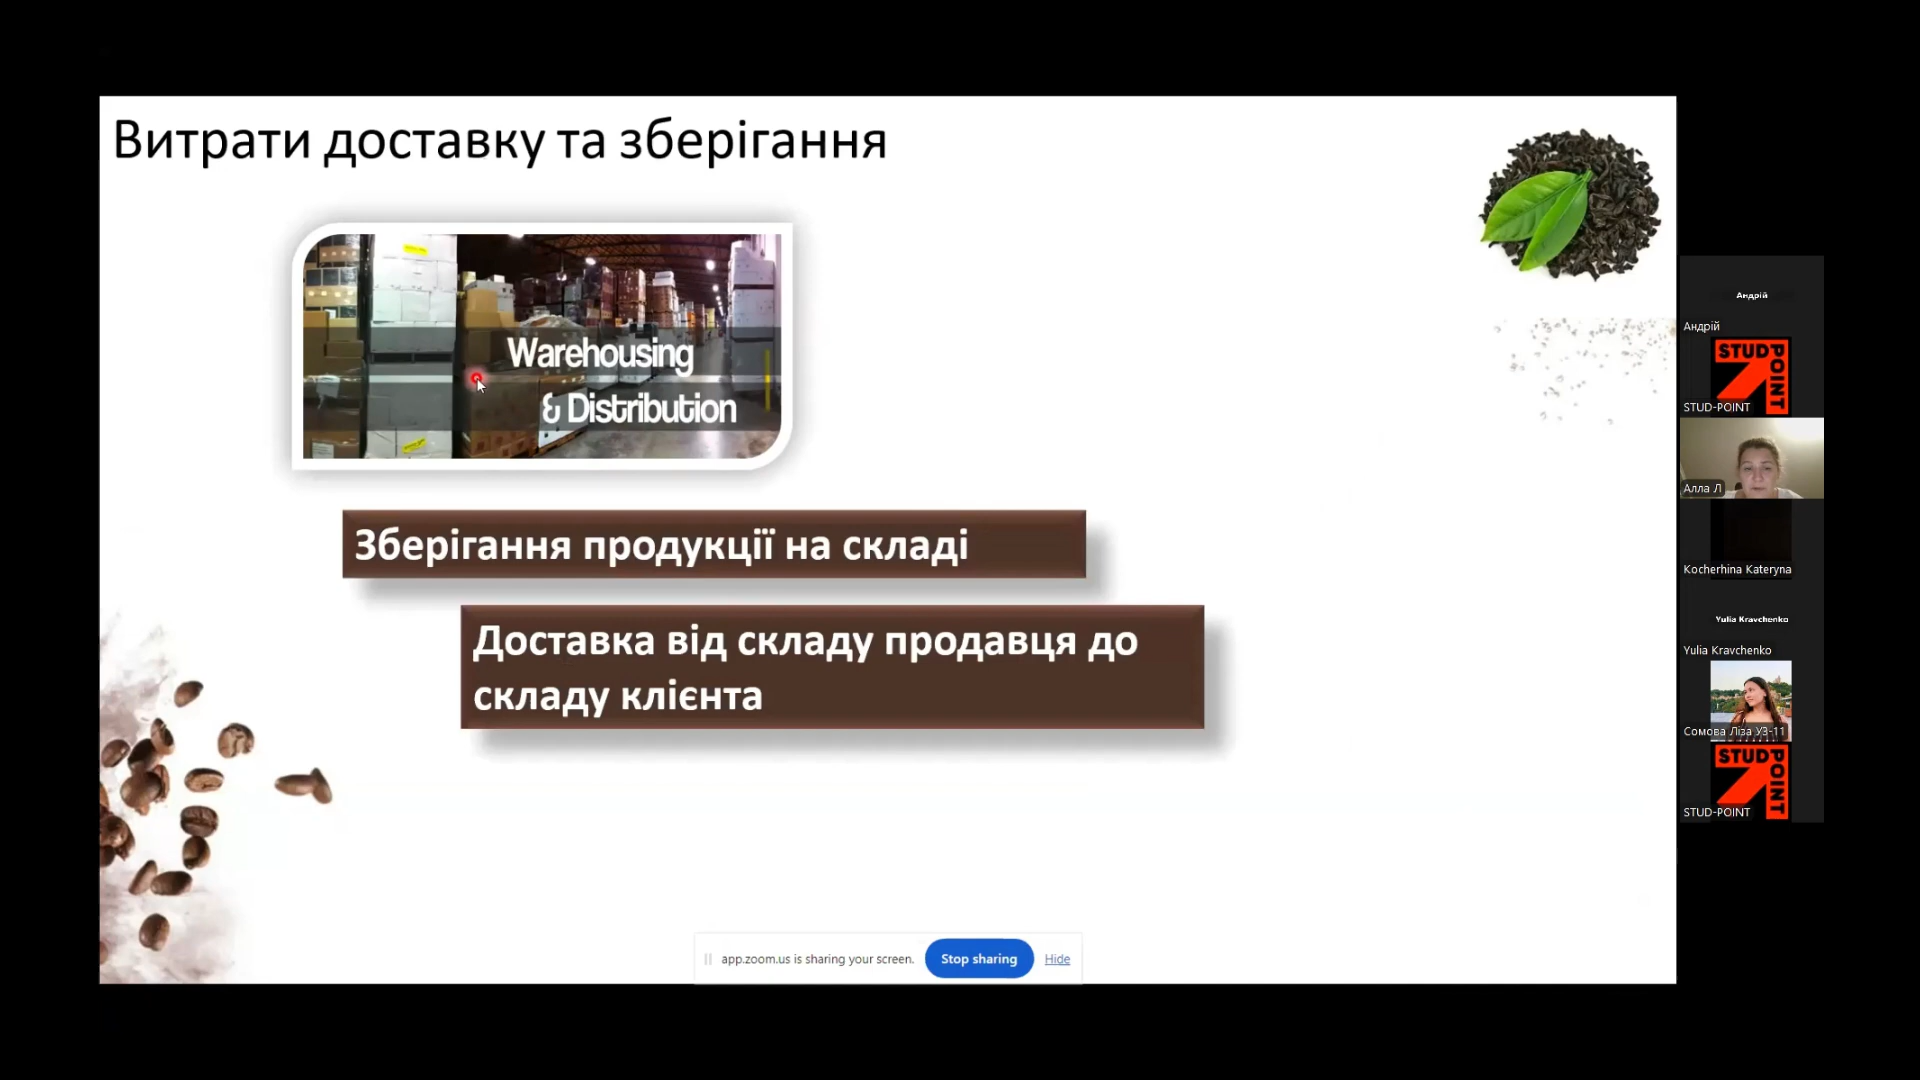 Витрати доставку та зберігання
Warehousing
& Distribution
Зберігання продукції на складі
Доставка від складу продавця до
складу клієнта
app.zoom.us is sharing your screen.
Stop sharing
Hide
Андрій
Андрій
STUD
POINT
STUD-POINT
Алла Л
Kocherhina Kateryna
Yulia Kravchenko
Yulia Kravchenko
Сомова Ліза УЗ-11
STUD
POINT
STUD-POINT